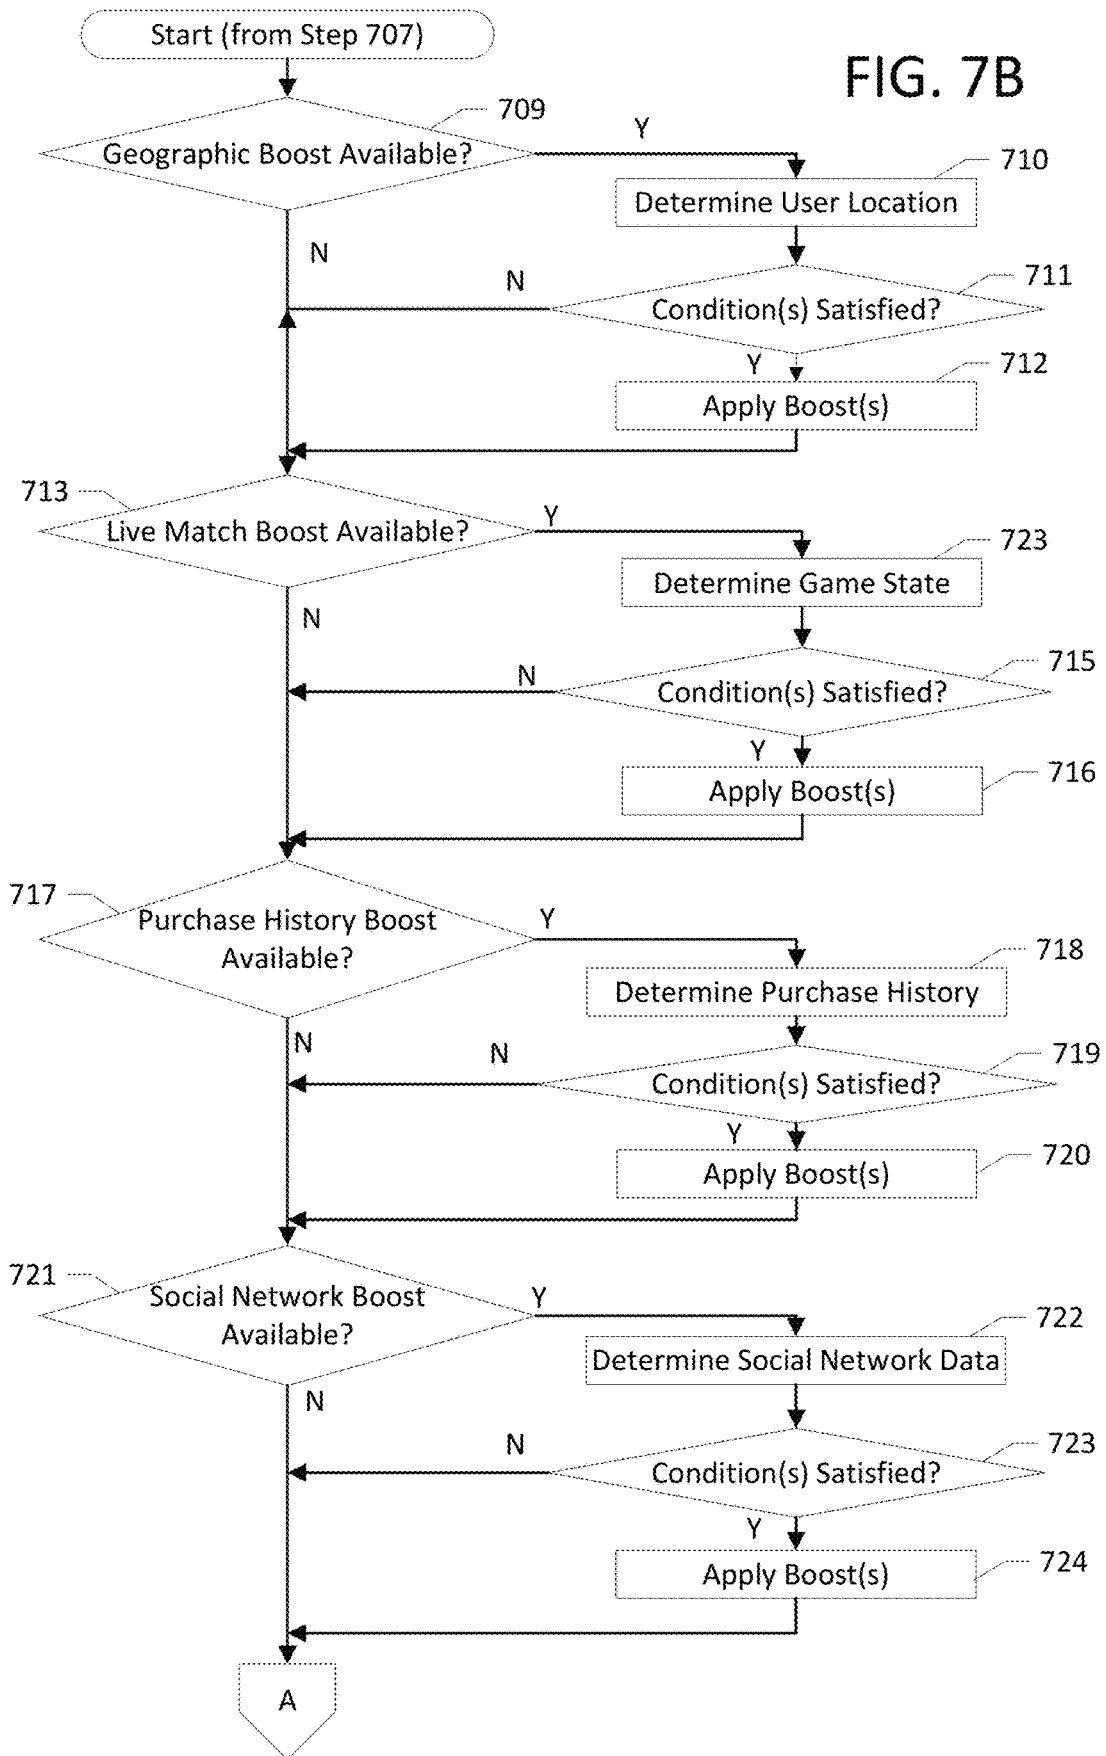 Start (from Step 707)
FIG. 7B
709
Geographic Boost Available?
Y
710
Determine User Location
N
N
711
Condition(s) Satisfied?
Y
712
Apply Boost(s)
713
Live Match Boost Available?
Y
723
Determine Game State
N
N
715
Condition(s) Satisfied?
Y
716
Apply Boost(s)
717
Purchase History Boost
Available?
Y
718
Determine Purchase History
N
N
719
Condition(s) Satisfied?
Y
720
Apply Boost(s)
721
Social Network Boost
Available?
Y
722
Determine Social Network Data
N
N
723
Condition(s) Satisfied?
Y
724
Apply Boost(s)
A